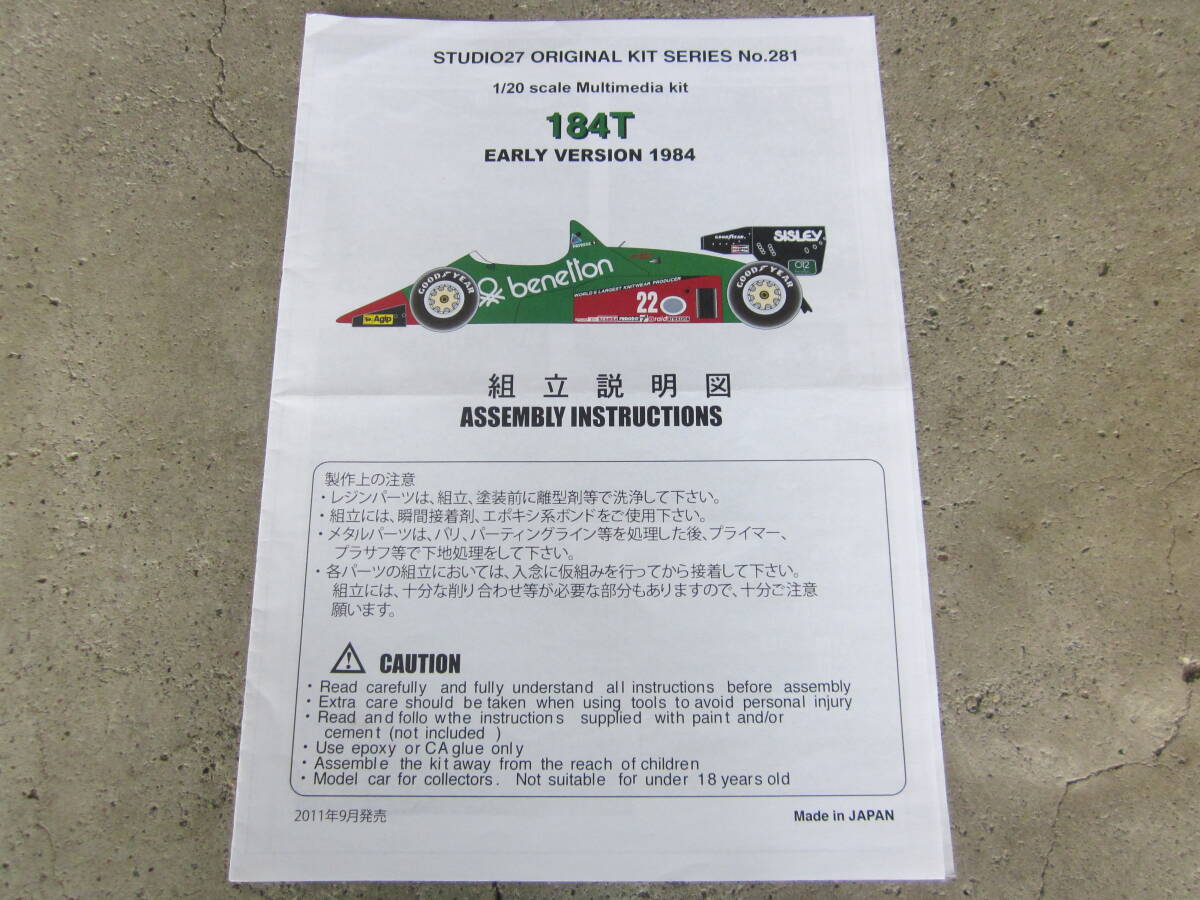 STUDIO27 ORIGINAL KIT SERIES No.281
1/20 scale Multimedia kit
184T
EARLY VERSION 1984
SISLEY
GOODYEAR
012
benetton
WORLD'S LARGEST KNITWEAR PRODUCER
22
Agip
GOODYEAR
GOODYEAR
組立説明図
ASSEMBLY INSTRUCTIONS
製作上の注意
・レジンパーツは、組立、塗装前に離型剤等で洗浄して下さい。
・組立には、瞬間接着剤、エポキシ系ボンドをご使用下さい。
・メタルパーツは、バリ、パーティングライン等を処理した後、プライマー、
プラサフ等で下地処理をして下さい。
・各パーツの組立においては、入念に仮組みを行ってから接着して下さい。
組立には、十分な削り合わせ等が必要な部分もありますので、十分ご注意
願います。
CAUTION
・Read carefully and fully understand all instructions before assembly
・Extra care should be taken when using tools to avoid personal injury
・Read and follo wthe instructions supplied with paint and/or
cement (not included )
・Use epoxy or CA glue only
・Assemble the kit away from the reach of children
・Model car for collectors. Not suitable for under 18 years old
2011年9月発売
Made in JAPAN